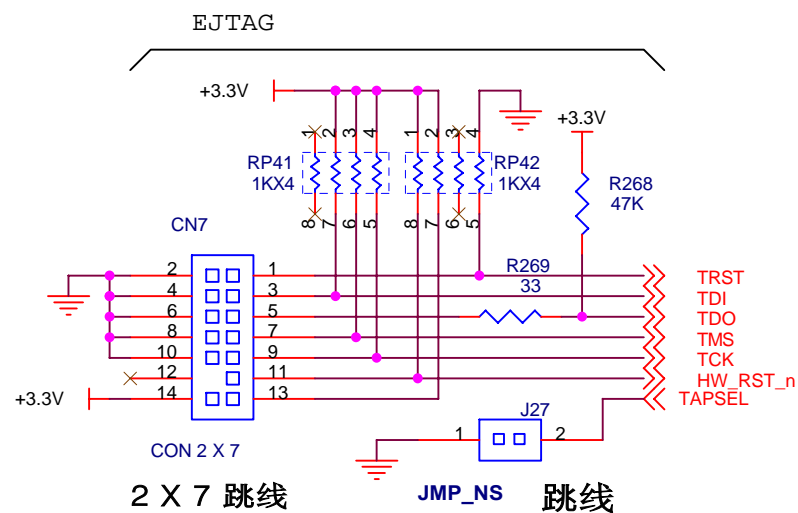 EJTAG
+3.3V
+3.3V
1 2 3 4
1 2 3 4
RP41
1KX4
RP42
1KX4
R268
47K
8 7 6 5
8 7 6 5
CN7
2 1
4 3
6 5
8 7
10 9
12 11
14 13
R269
33
TRST
TDI
TDO
TMS
TCK
HW_RST_n
TAPSEL
+3.3V
J27
1 2
CON 2 X 7
JMP_NS
2 X 7 跳线
跳线